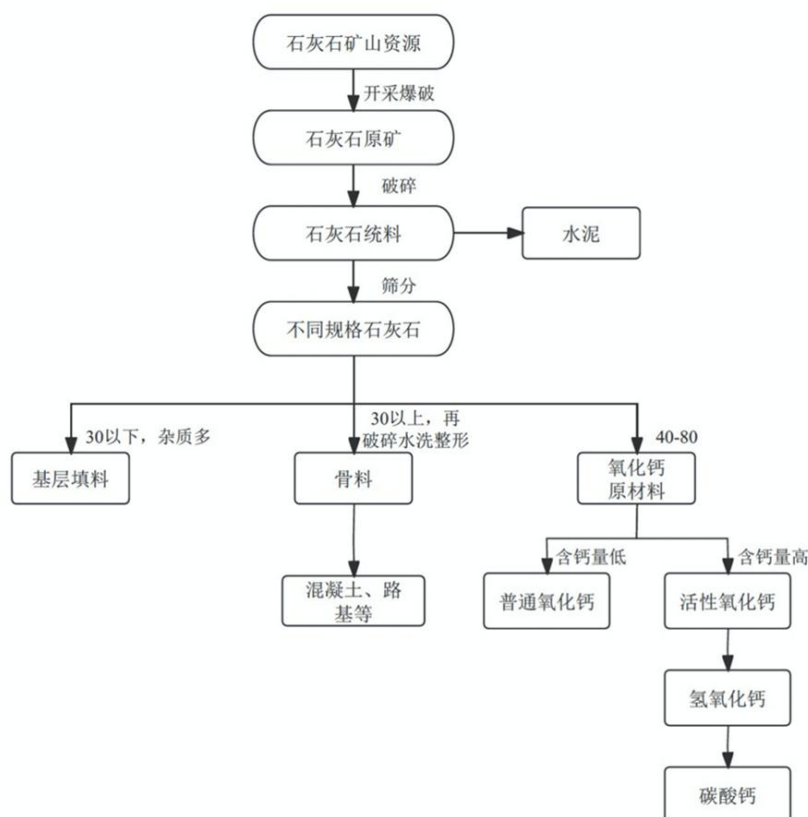 石灰石矿山资源
开采爆破
石灰石原矿
破碎
石灰石统料
水泥
筛分
不同规格石灰石
30以下，杂质多
30以上，再
破碎水洗整形
40-80
基层填料
骨料
氧化钙
原材料
含钙量低
含钙量高
混凝土、路
基等
普通氧化钙
活性氧化钙
氢氧化钙
碳酸钙